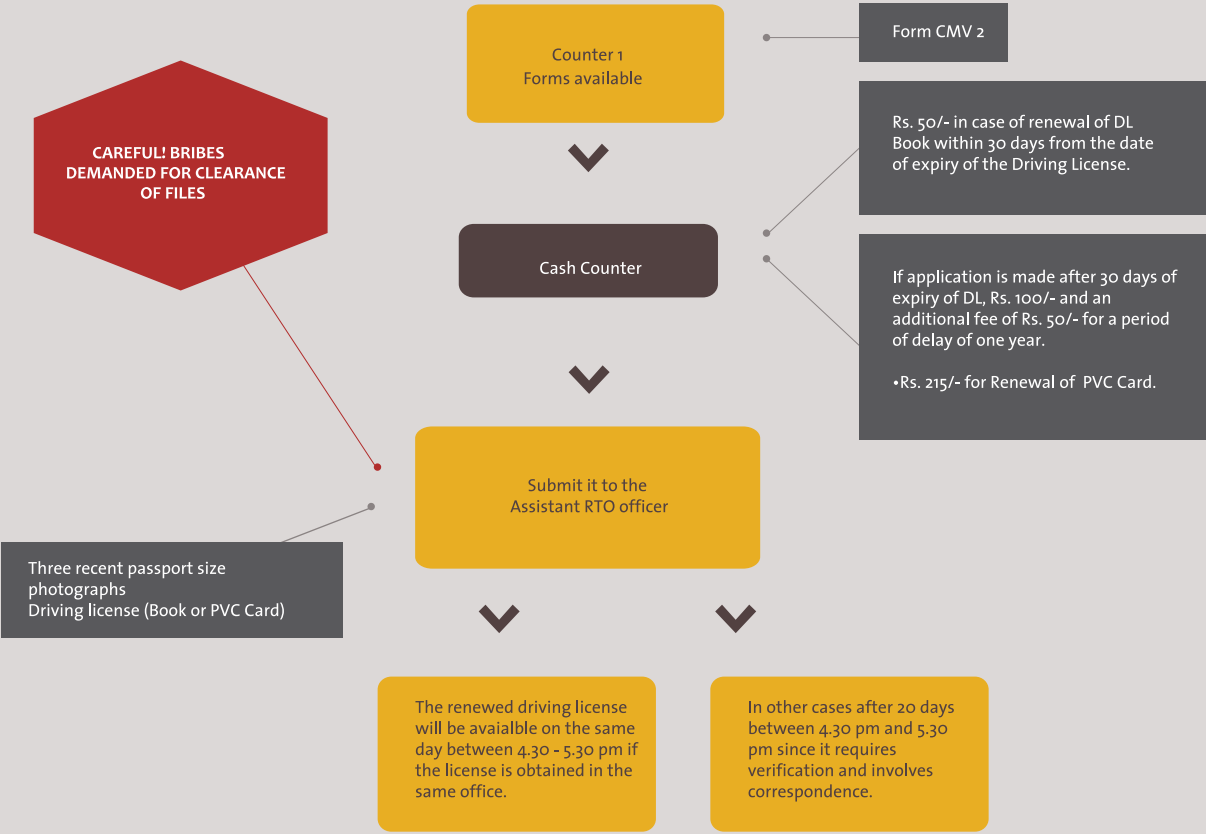 Counter 1
Forms available
Form CMV 2
CAREFUL! BRIBES
DEMANDED FOR CLEARANCE
OF FILES
Rs. 50/- in case of renewal of DL
Book within 30 days from the date
of expiry of the Driving License.
Cash Counter
If application is made after 30 days of
expiry of DL, Rs. 100/- and an
additional fee of Rs. 50/- for a period
of delay of one year.
•Rs. 215/- for Renewal of PVC Card.
Submit it to the
Assistant RTO officer
Three recent passport size
photographs
Driving license (Book or PVC Card)
The renewed driving license
will be avaialble on the same
day between 4.30 - 5.30 pm if
the license is obtained in the
same office.
In other cases after 20 days
between 4.30 pm and 5.30
pm since it requires
verification and involves
correspondence.